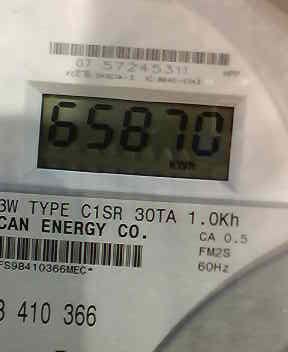 07 57245311
65870
KWH
3W TYPE C1SR 30TA 1.0Kh
CAN ENERGY CO.
CA 0.5
FM2S
60Hz
FS98410366MEC*
3 410 366